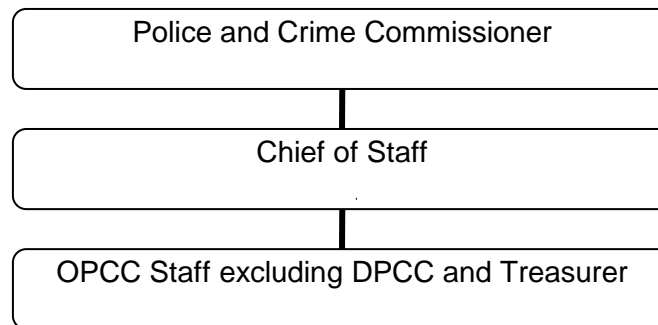 Police and Crime Commissioner
Chief of Staff
OPCC Staff excluding DPCC and Treasurer